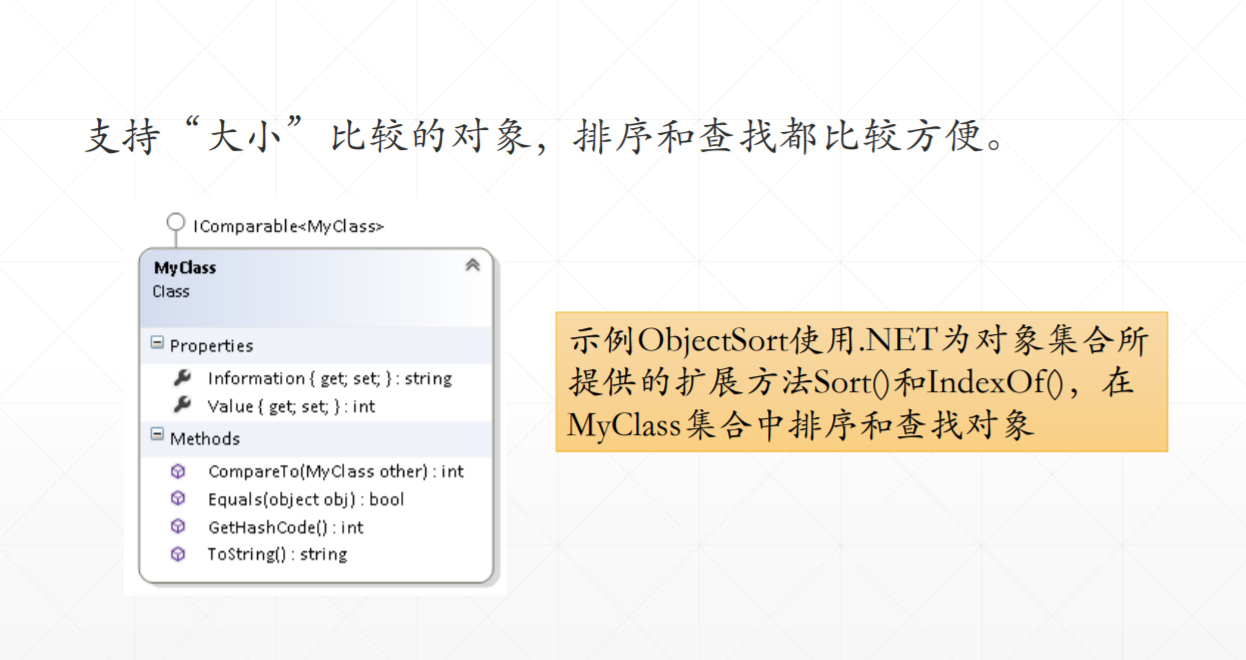 支持“大小”比较的对象，排序和查找都比较方便。
IComparable<MyClass>
MyClass
Class
Properties
Information { get; set; } : string
Value { get; set; } : int
Methods
CompareTo(MyClass other) : int
Equals(object obj) : bool
GetHashCode() : int
ToString() : string
示例ObjectSort使用.NET为对象集合所
提供的扩展方法Sort()和IndexOf()，在
MyClass集合中排序和查找对象